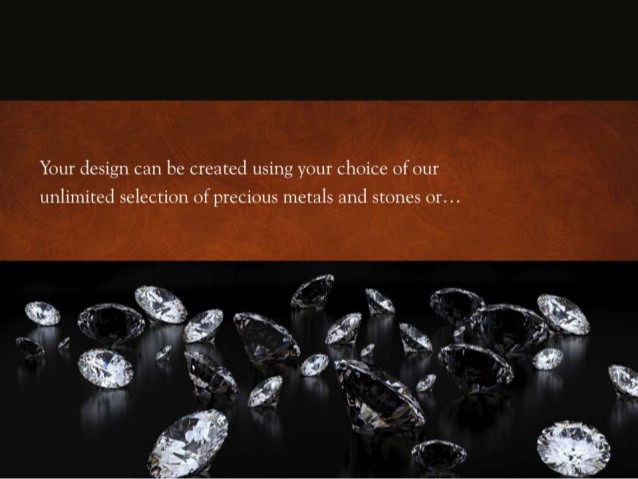 Your design can be created using your choice of our
unlimited selection of precious metals and stones or…